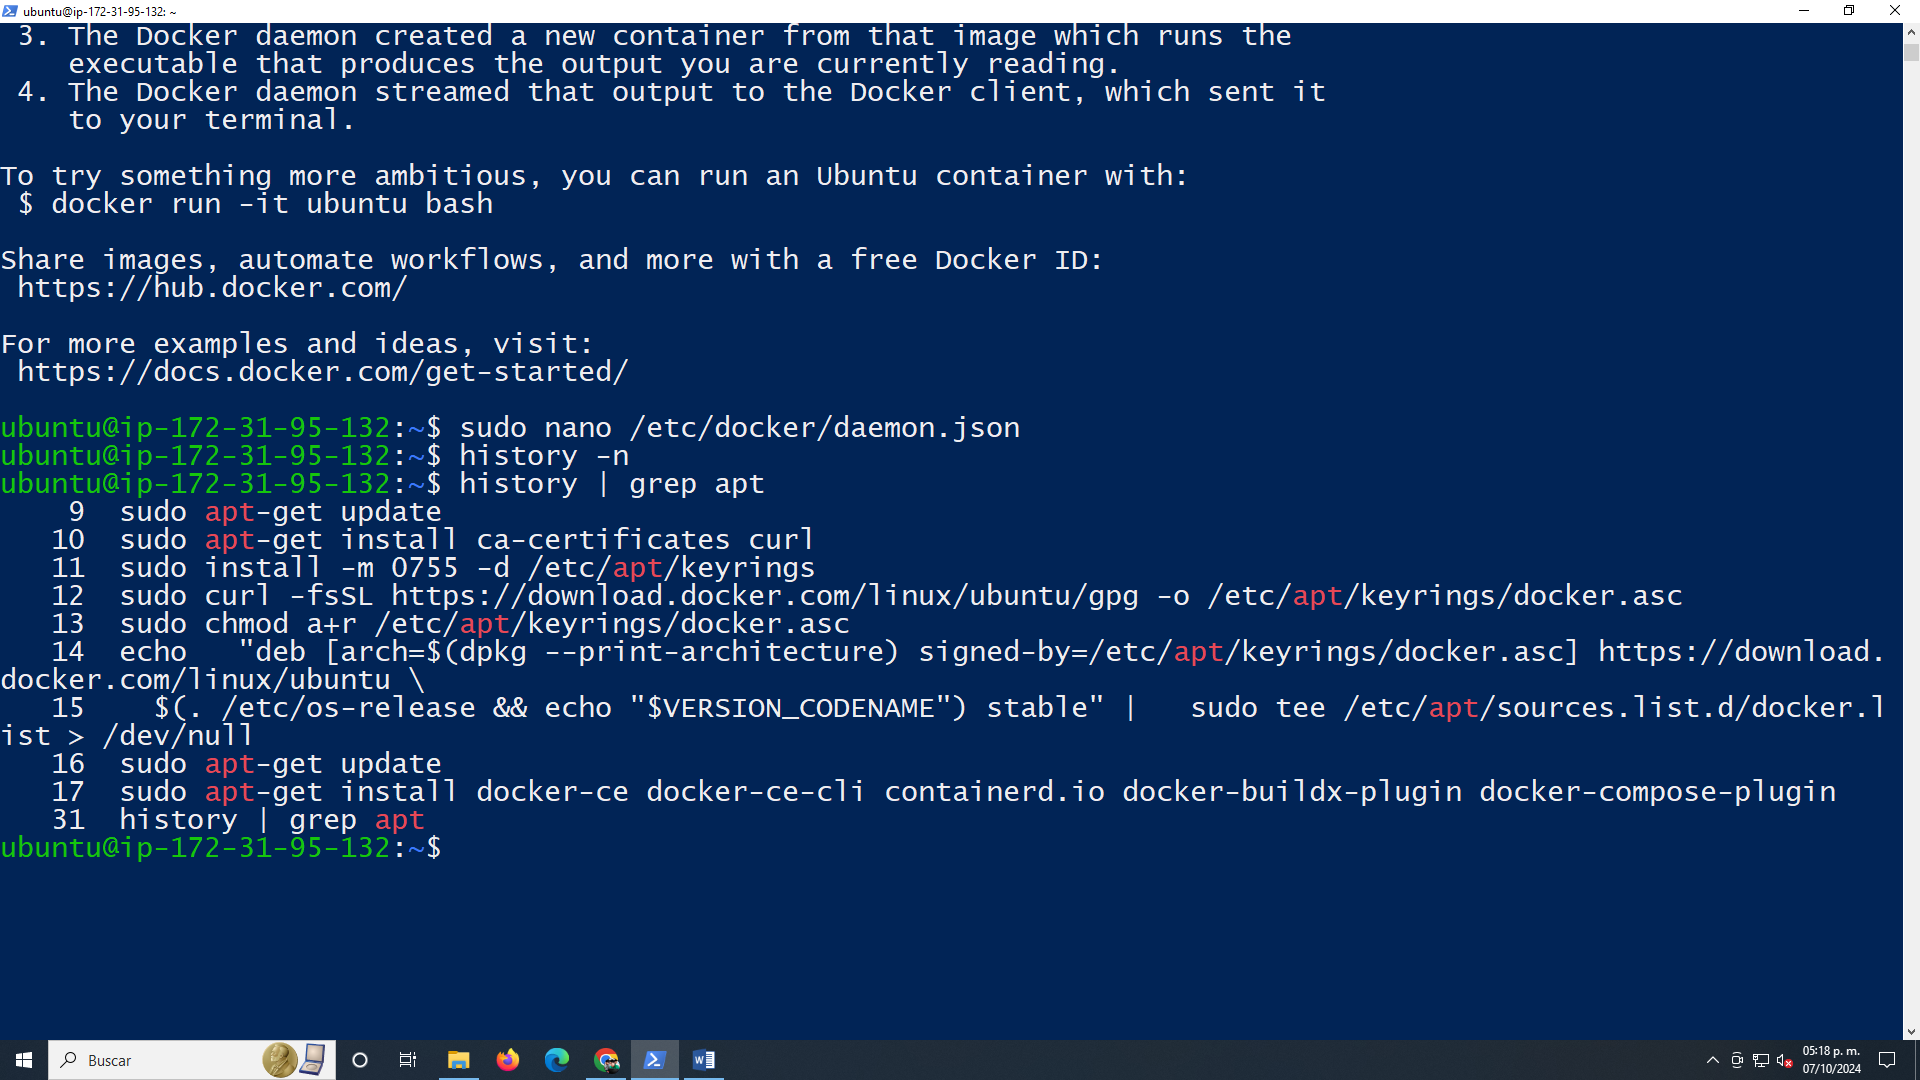 ubuntu@ip-172-31-95-132: ~
3. The Docker daemon created a new container from that image which runs the
executable that produces the output you are currently reading.
4. The Docker daemon streamed that output to the Docker client, which sent it
to your terminal.
To try something more ambitious, you can run an Ubuntu container with:
$ docker run -it ubuntu bash
Share images, automate workflows, and more with a free Docker ID:
https://hub.docker.com/
For more examples and ideas, visit:
https://docs.docker.com/get-started/
ubuntu@ip-172-31-95-132:~$ sudo nano /etc/docker/daemon.json
ubuntu@ip-172-31-95-132:~$ history -n
ubuntu@ip-172-31-95-132:~$ history | grep apt
9  sudo apt-get update
10  sudo apt-get install ca-certificates curl
11  sudo install -m 0755 -d /etc/apt/keyrings
12  sudo curl -fsSL https://download.docker.com/linux/ubuntu/gpg -o /etc/apt/keyrings/docker.asc
13  sudo chmod a+r /etc/apt/keyrings/docker.asc
14  echo   "deb [arch=$(dpkg --print-architecture) signed-by=/etc/apt/keyrings/docker.asc] https://download.
docker.com/linux/ubuntu \
15    $(. /etc/os-release && echo "$VERSION_CODENAME") stable" |   sudo tee /etc/apt/sources.list.d/docker.l
ist > /dev/null
16  sudo apt-get update
17  sudo apt-get install docker-ce docker-ce-cli containerd.io docker-buildx-plugin docker-compose-plugin
31  history | grep apt
ubuntu@ip-172-31-95-132:~$
Buscar
05:18 p. m.
07/10/2024